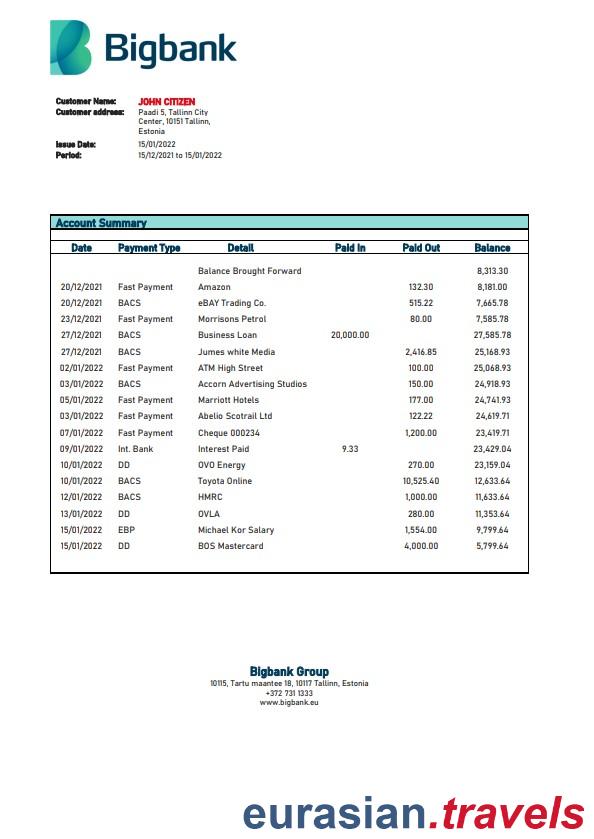 Bigbank
Customer Name: JOHN CITIZEN
Customer address: Paadi 5, Tallinn City
Center, 10151 Tallinn,
Estonia
Issue Date: 15/01/2022
Period: 15/12/2021 to 15/01/2022
Account Summary
Date Payment Type Detail Paid In Paid Out Balance
Balance Brought Forward 8,313.30
20/12/2021 Fast Payment Amazon 132.30 8,181.00
20/12/2021 BACS eBAY Trading Co. 515.22 7,665.78
23/12/2021 Fast Payment Morrisons Petrol 80.00 7,585.78
27/12/2021 BACS Business Loan 20,000.00 27,585.78
27/12/2021 BACS Jumes white Media 2,416.85 25,168.93
02/01/2022 Fast Payment ATM High Street 100.00 25,068.93
03/01/2022 BACS Accorn Advertising Studios 150.00 24,918.93
05/01/2022 Fast Payment Marriott Hotels 177.00 24,741.93
03/01/2022 Fast Payment Abelio Scotrail Ltd 122.22 24,619.71
07/01/2022 Fast Payment Cheque 000234 1,200.00 23,419.71
09/01/2022 Int. Bank Interest Paid 9.33 23,429.04
10/01/2022 DD OVO Energy 270.00 23,159.04
10/01/2022 BACS Toyota Online 10,525.40 12,633.64
12/01/2022 BACS HMRC 1,000.00 11,633.64
13/01/2022 DD OVLA 280.00 11,353.64
15/01/2022 EBP Michael Kor Salary 1,554.00 9,799.64
15/01/2022 DD BOS Mastercard 4,000.00 5,799.64
Bigbank Group
10115, Tartu maantee 18, 10117 Tallinn, Estonia
+372 731 1333
www.bigbank.eu
eurasian.travels